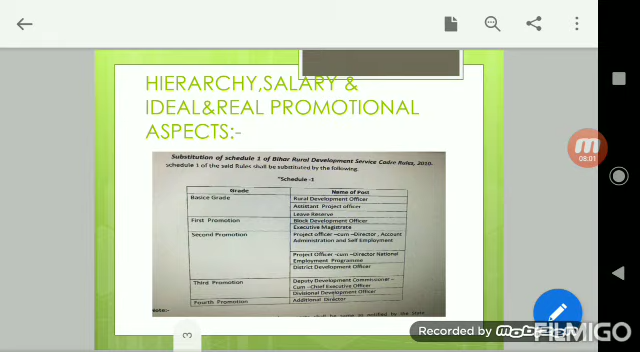 HIERARCHY,SALARY &
IDEAL&REAL PROMOTIONAL
ASPECTS:-
Substitution of schedule 1 of Bihar Rural Development Service Cadre Rules, 2010-
schedule 1 of the said Rules shall be substituted by the following.
"Schedule -1
Grade Name of Post
Basice Grade Rural Development Officer
Assistant Project officer
Leave Reserve
First Promotion Block Development Officer
Executive Magistrate
Second Promotion Project Officer –cum –Director , Account
Administration and Self Employment
Project Officer -cum –Director National
Employment Programme
District Development Officer
Third Promotion Deputy Development Commissioner –
Cum –Chief Executive Officer
Divisional Development Officer
Fourth Promotion Additional Director
3
08:01
Recorded by
FILMIGO